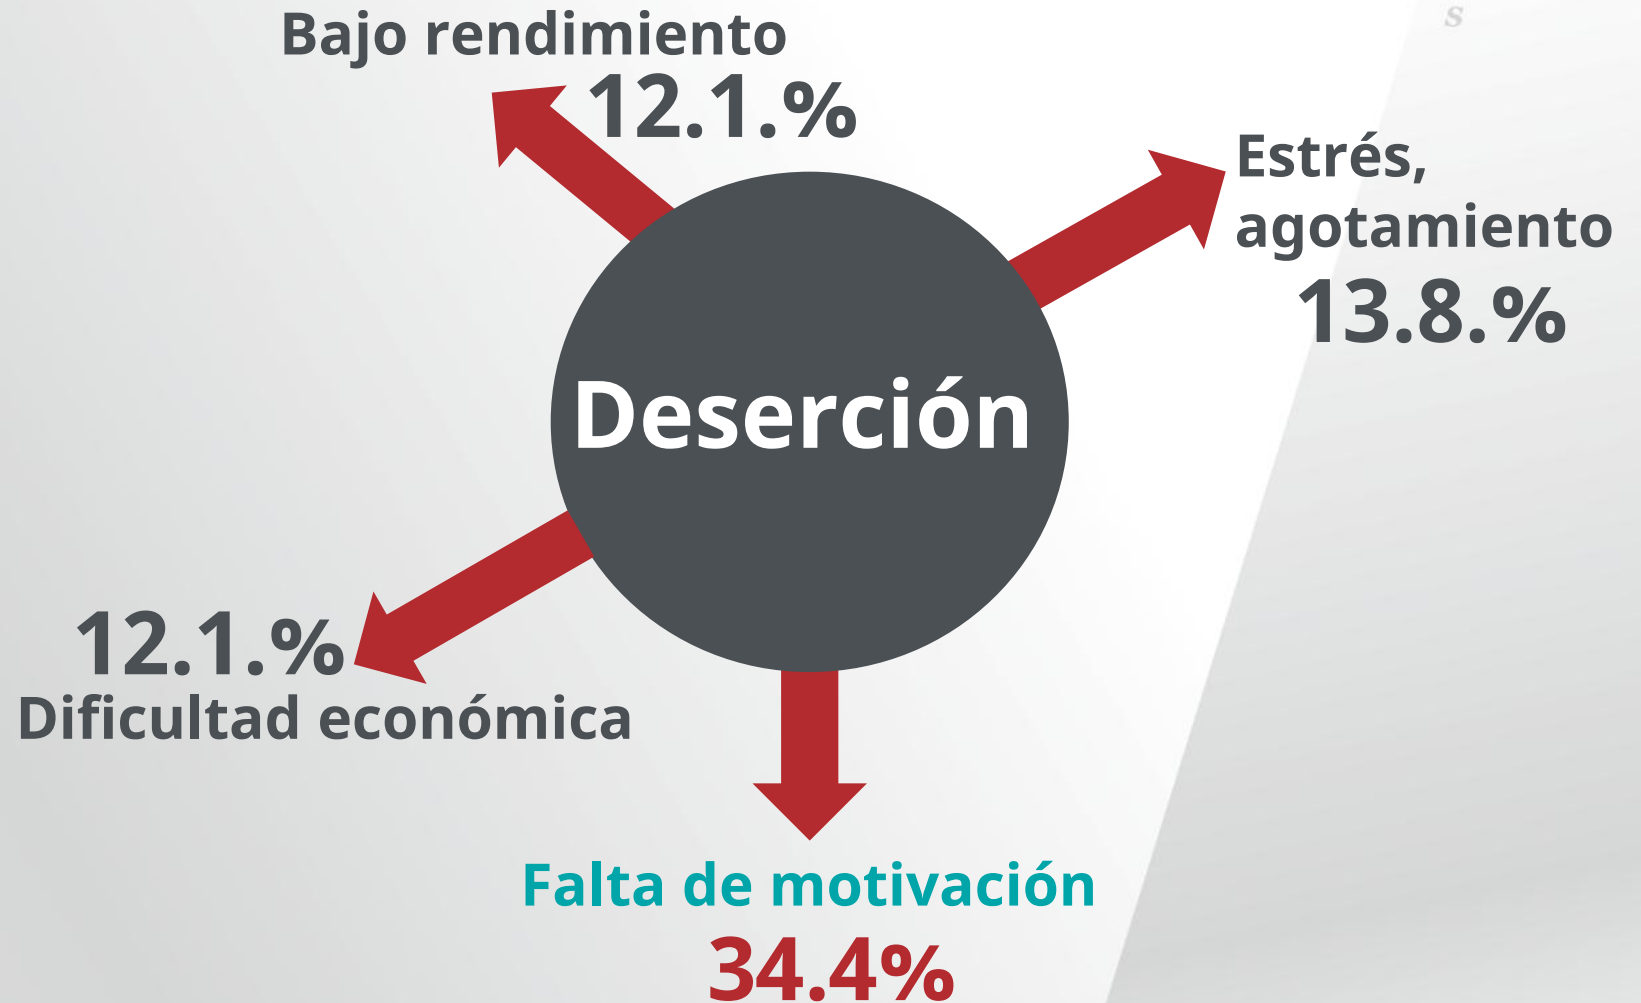 s
Bajo rendimiento
12.1.%
Estrés,
agotamiento
13.8.%
Deserción
12.1.%
Dificultad económica
Falta de motivación
34.4%